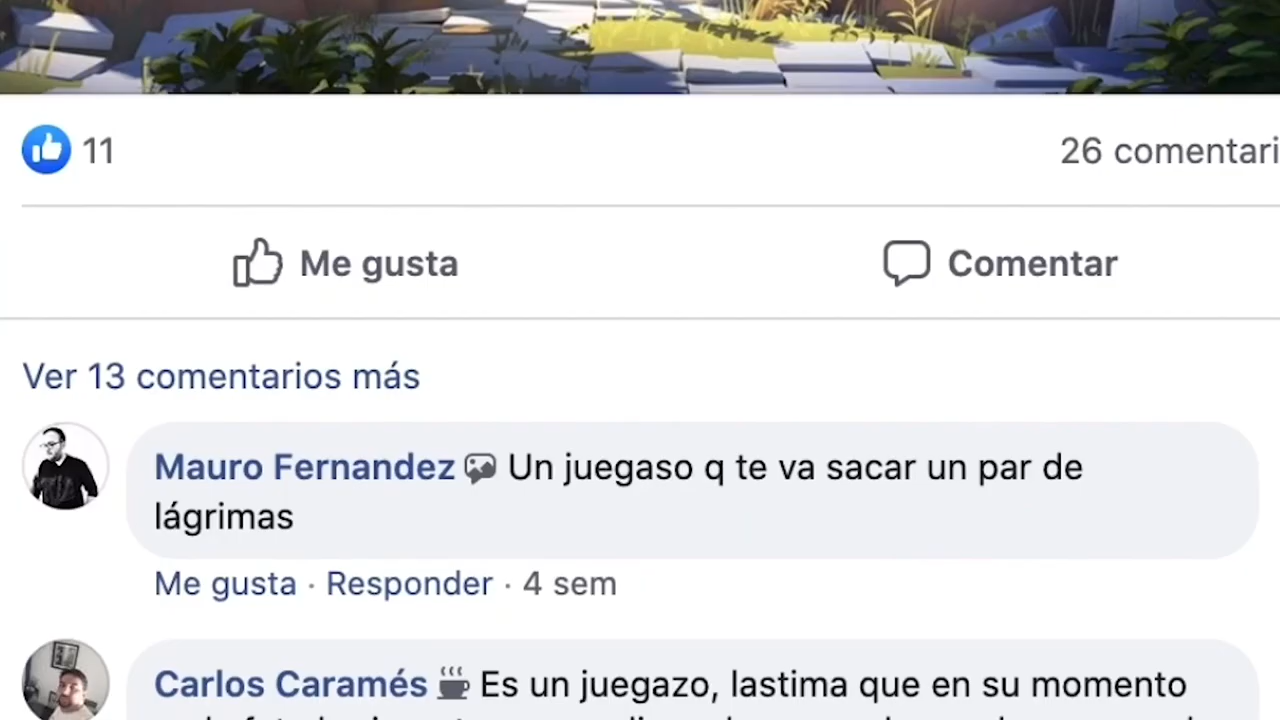 11
26 comentari
Me gusta
Comentar
Ver 13 comentarios más
Mauro Fernandez Un juegaso q te va sacar un par de
lágrimas
Me gusta · Responder · 4 sem
Carlos Caramés Es un juegazo, lastima que en su momento